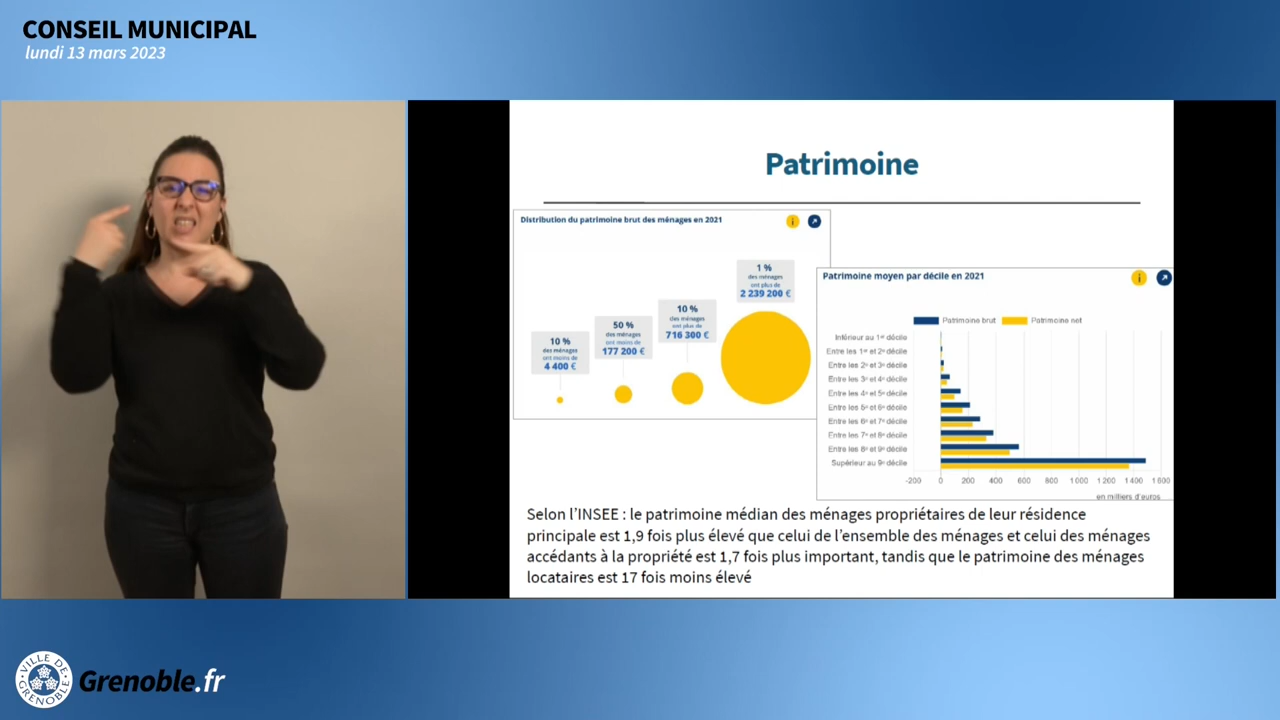 CONSEIL MUNICIPAL
lundi 13 mars 2023
Patrimoine
Distribution du patrimoine brut des ménages en 2021
10 %
des ménages
ont moins de
4 400 €
50 %
des ménages
ont moins de
177 200 €
10 %
des ménages
ont plus de
716 300 €
1 %
des ménages
ont plus de
2 239 200 €
Patrimoine moyen par décile en 2021
Patrimoine brut
Patrimoine net
Inférieur au 1er décile
Entre les 1er et 2e décile
Entre les 2e et 3e décile
Entre les 3e et 4e décile
Entre les 4e et 5e décile
Entre les 5e et 6e décile
Entre les 6e et 7e décile
Entre les 7e et 8e décile
Entre les 8e et 9e décile
Supérieur au 9e décile
-200 0 200 400 600 800 1 000 1 200 1 400 1 600
en milliers d'euros
Selon l'INSEE : le patrimoine médian des ménages propriétaires de leur résidence
principale est 1,9 fois plus élevé que celui de l'ensemble des ménages et celui des ménages
accédants à la propriété est 1,7 fois plus important, tandis que le patrimoine des ménages
locataires est 17 fois moins élevé
VILLE DE GRENOBLE
Grenoble.fr